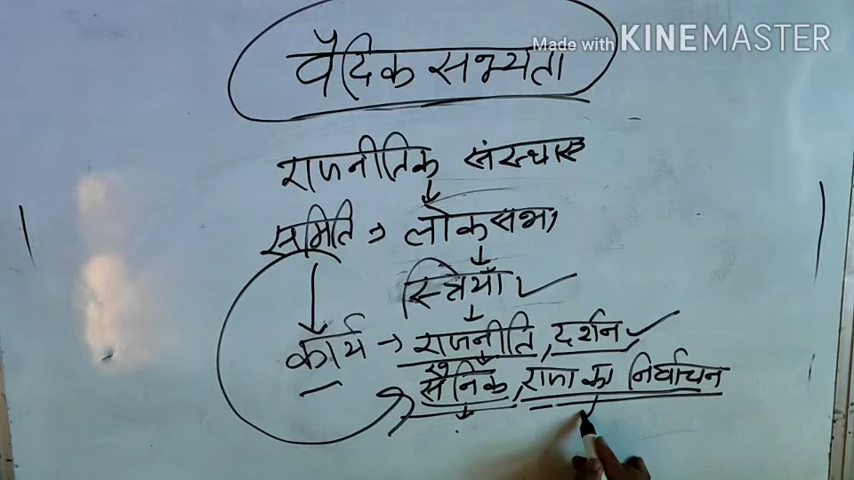 Made with KINEMASTER
वैदिक सभ्यता
राजनीतिक संस्थाएं
समिति → लोकसभा
स्त्रियाँ
कार्य → राजनीति, दर्शन
सैनिक, राजा का निर्वाचन